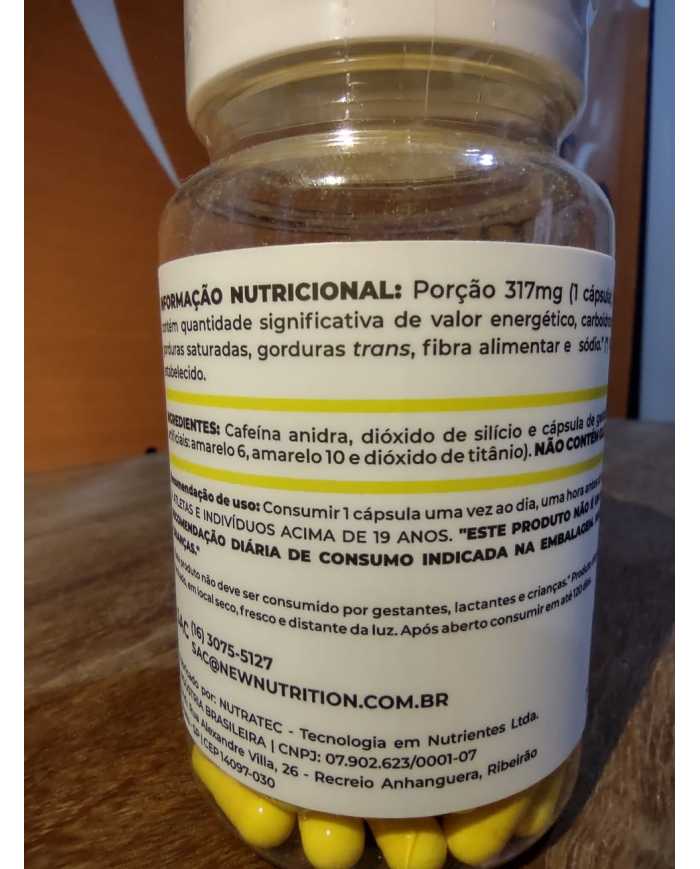 INFORMAÇÃO NUTRICIONAL: Porção 317mg (1 cápsula
contém quantidade significativa de valor energético,
gorduras saturadas, gorduras trans, fibra alimentar e sódio."
estabelecido.
INGREDIENTES: Cafeína anidra, dióxido de silício e cápsula de
artificiais: amarelo 6, amarelo 10 e dióxido de titânio). NÃO CONTÉM
Recomendação de uso: Consumir 1 cápsula uma vez ao dia, uma hora antes
ATLETAS E INDIVÍDUOS ACIMA DE 19 ANOS. "ESTE PRODUTO NÃO É
RECOMENDAÇÃO DIÁRIA DE CONSUMO INDICADA NA EMBALAGEM.
CRIANÇAS."
produto não deve ser consumido por gestantes, lactantes e crianças." Produto
em local seco, fresco e distante da luz. Após aberto consumir em até 120 dias.
SAC (16) 3075-5127
SAC@NEWNUTRITION.COM.BR
por: NUTRATEC - Tecnologia em Nutrientes Ltda.
INDÚSTRIA BRASILEIRA | CNPJ: 07.902.623/0001-07
Rua Alexandre Villa, 26 - Recreio Anhanguera, Ribeirão
SP | CEP 14097-030